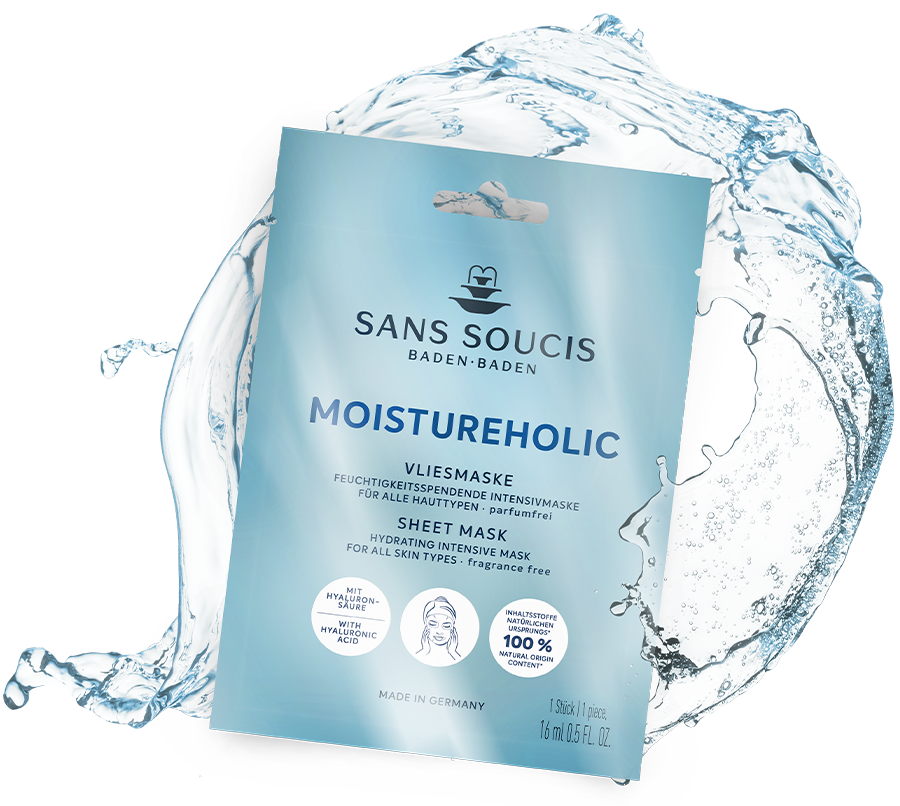 SANS SOUCIS
BADEN·BADEN
MOISTUREHOLIC
VLIESMASKE
FEUCHTIGKEITSSPENDENDE INTENSIVMASKE
FÜR ALLE HAUTTYPEN · parfumfrei
SHEET MASK
HYDRATING INTENSIVE MASK
FOR ALL SKIN TYPES · fragrance free
MIT
HYALURON-
SÄURE
WITH
HYALURONIC
ACID
INHALTSSTOFFE
NATÜRLICHEN
URSPRUNGS*
100 %
NATURAL ORIGIN
CONTENT*
MADE IN GERMANY
1 Stück | 1 piece,
16 ml 0.5 FL. OZ.